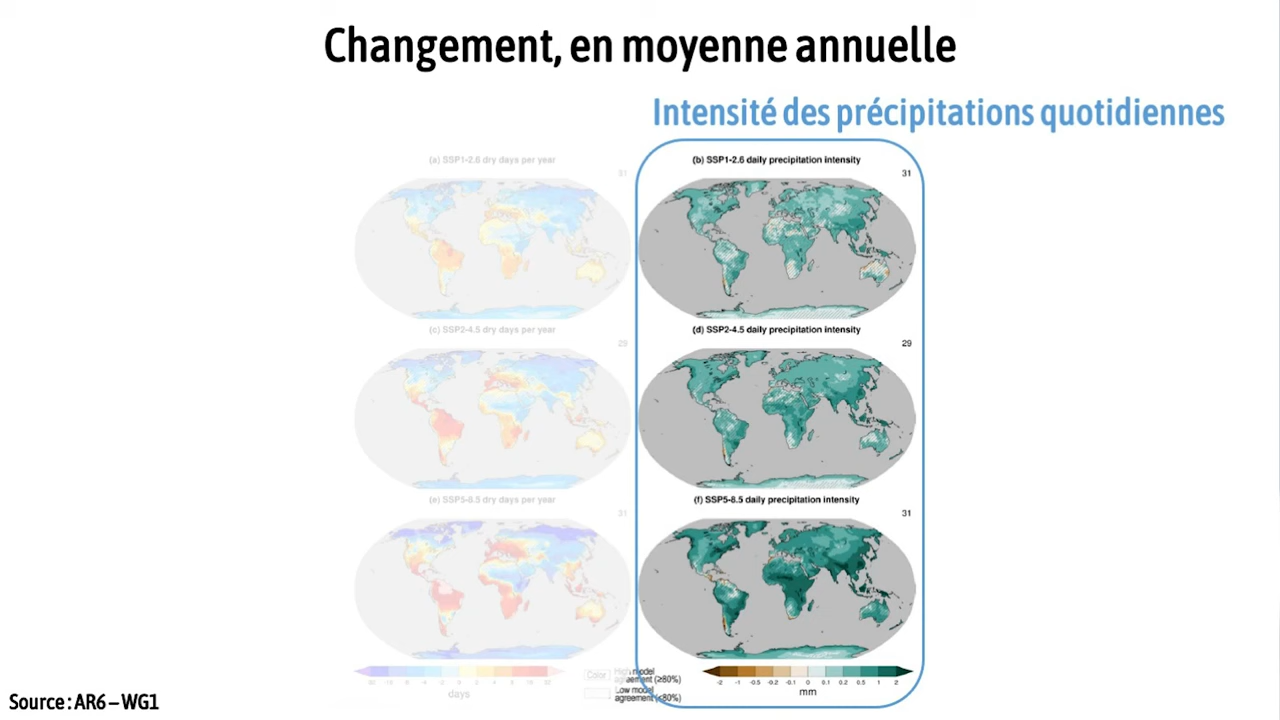 Changement, en moyenne annuelle
Intensité des précipitations quotidiennes
(a) SSP1-2.6 dry days per year
31
(b) SSP1-2.6 daily precipitation intensity
31
(c) SSP2-4.5 dry days per year
29
(d) SSP2-4.5 daily precipitation intensity
29
(e) SSP5-8.5 dry days per year
31
(f) SSP5-8.5 daily precipitation intensity
31
days
Color
High model
agreement (≥80%)
Low model
agreement (<80%)
-2 -1 -0.5 -0.2 -0.1 0 0.1 0.2 0.5 1 2
mm
Source : AR6 – WG1